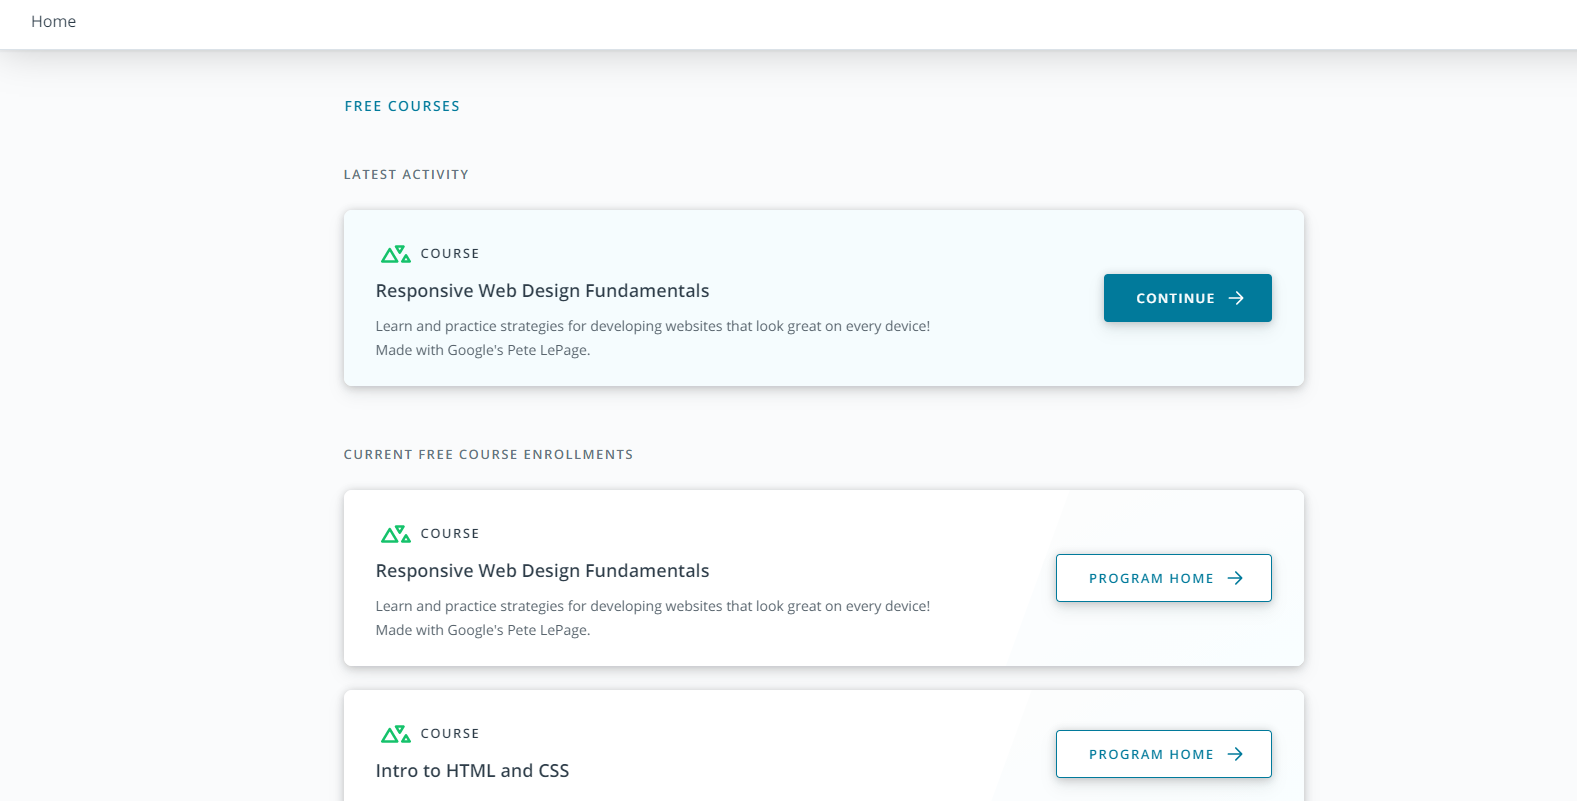 Home
FREE COURSES
LATEST ACTIVITY
COURSE
Responsive Web Design Fundamentals
Learn and practice strategies for developing websites that look great on every device!
Made with Google's Pete LePage.
CONTINUE
CURRENT FREE COURSE ENROLLMENTS
COURSE
Responsive Web Design Fundamentals
Learn and practice strategies for developing websites that look great on every device!
Made with Google's Pete LePage.
PROGRAM HOME
COURSE
Intro to HTML and CSS
PROGRAM HOME